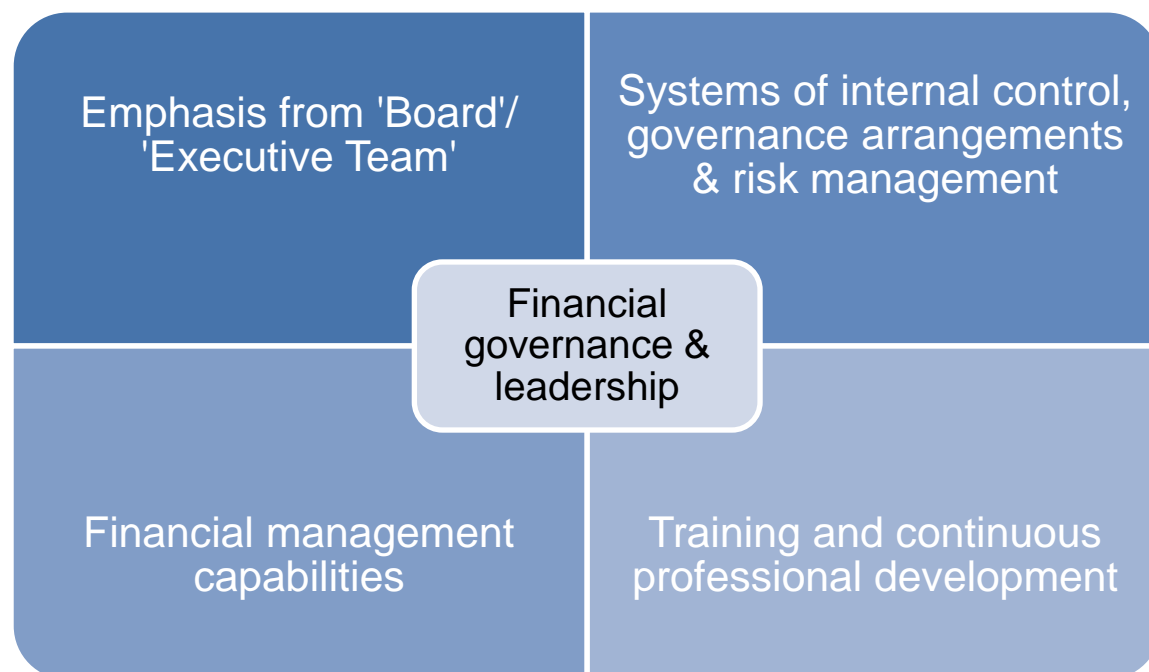 Emphasis from 'Board'/
'Executive Team'
Systems of internal control,
governance arrangements
& risk management
Financial
governance &
leadership
Financial management
capabilities
Training and continuous
professional development